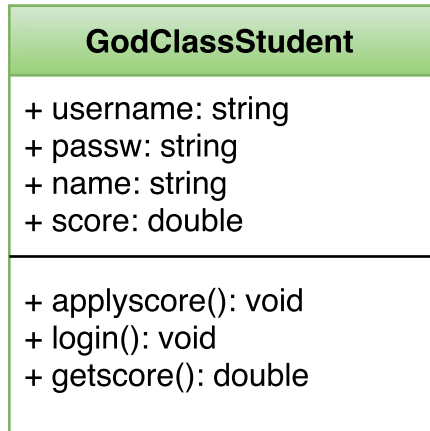 GodClassStudent
+ username: string
+ passw: string
+ name: string
+ score: double
+ applyscore(): void
+ login(): void
+ getscore(): double